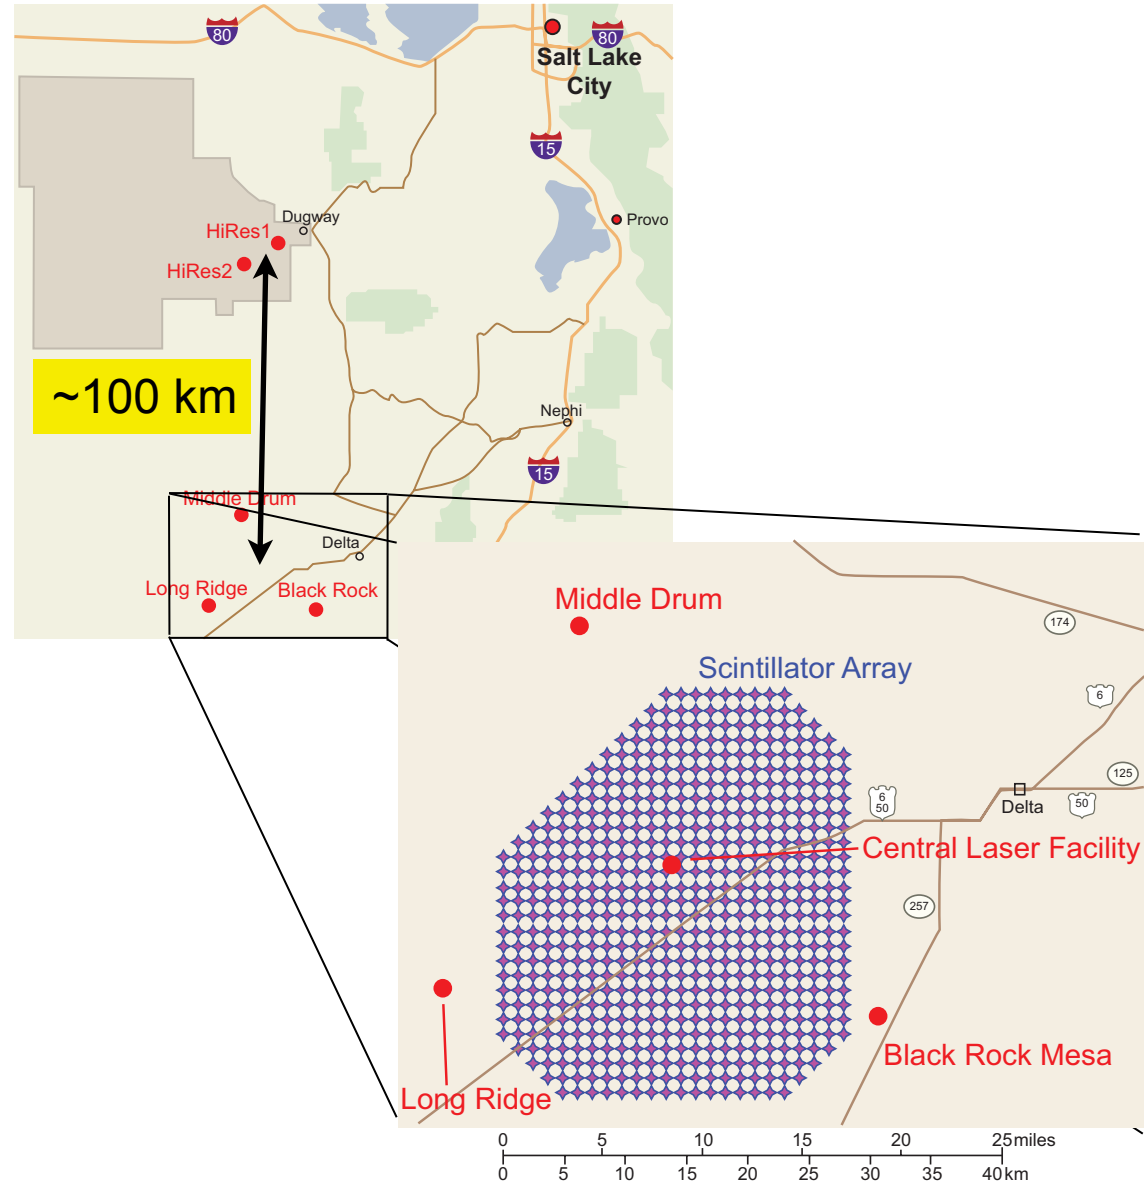 80
80
Salt Lake
City
15
Dugway
Provo
HiRes1
HiRes2
~100 km
Nephi
15
Middle Drum
Delta
Long Ridge
Black Rock
Middle Drum
174
Scintillator Array
6
125
6
50
50
Delta
Central Laser Facility
257
Black Rock Mesa
Long Ridge
0 5 10 15 20 25 miles
0 5 10 15 20 25 30 35 40 km